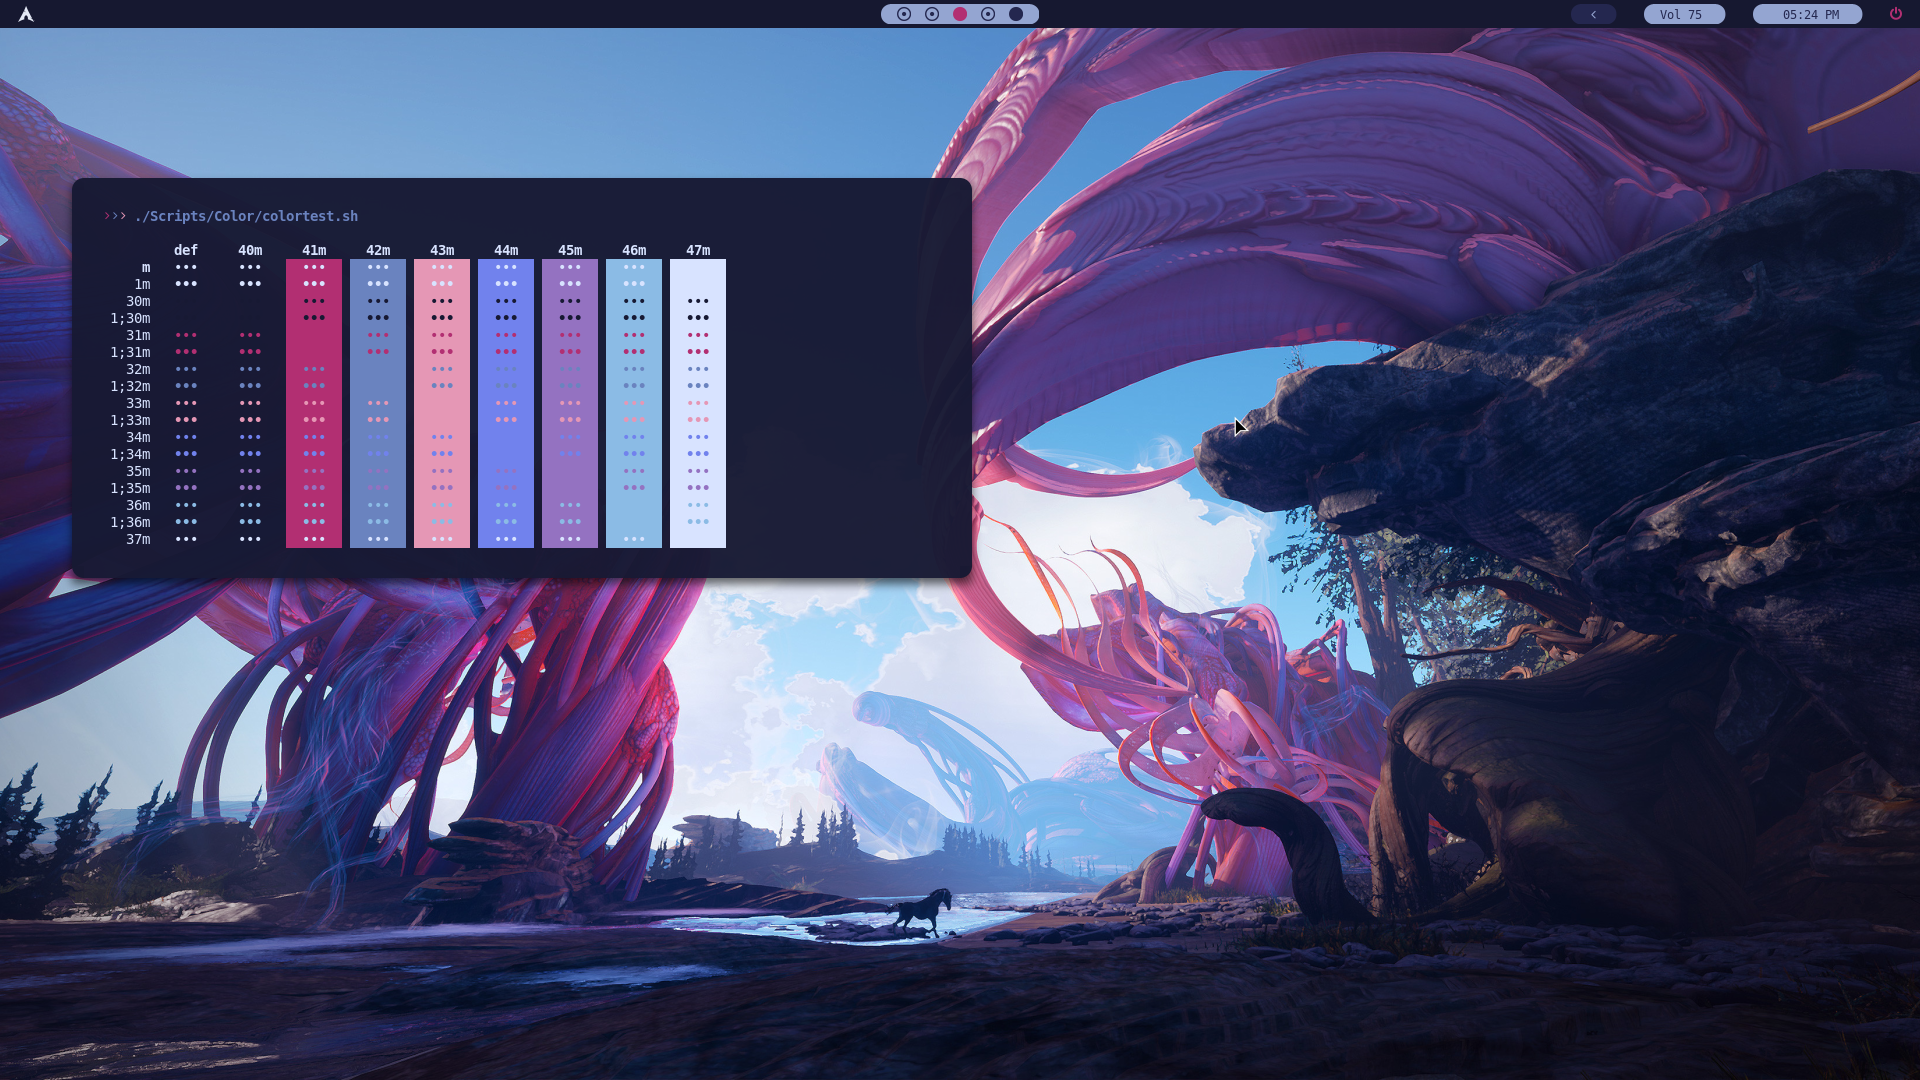 Vol 75 05:24 PM
››› ./Scripts/Color/colortest.sh
def 40m 41m 42m 43m 44m 45m 46m 47m
m ••• ••• ••• ••• ••• ••• ••• •••
1m ••• ••• ••• ••• ••• ••• ••• •••
30m ••• ••• ••• ••• ••• ••• •••
1;30m ••• ••• ••• ••• ••• ••• •••
31m ••• ••• ••• ••• ••• ••• ••• •••
1;31m ••• ••• ••• ••• ••• ••• ••• •••
32m ••• ••• ••• ••• ••• ••• ••• •••
1;32m ••• ••• ••• ••• ••• ••• ••• •••
33m ••• ••• ••• ••• ••• ••• ••• •••
1;33m ••• ••• ••• ••• ••• ••• ••• •••
34m ••• ••• ••• ••• ••• ••• ••• •••
1;34m ••• ••• ••• ••• ••• ••• ••• •••
35m ••• ••• ••• ••• ••• ••• ••• •••
1;35m ••• ••• ••• ••• ••• ••• ••• •••
36m ••• ••• ••• ••• ••• ••• ••• •••
1;36m ••• ••• ••• ••• ••• ••• ••• •••
37m ••• ••• ••• ••• ••• ••• ••• •••